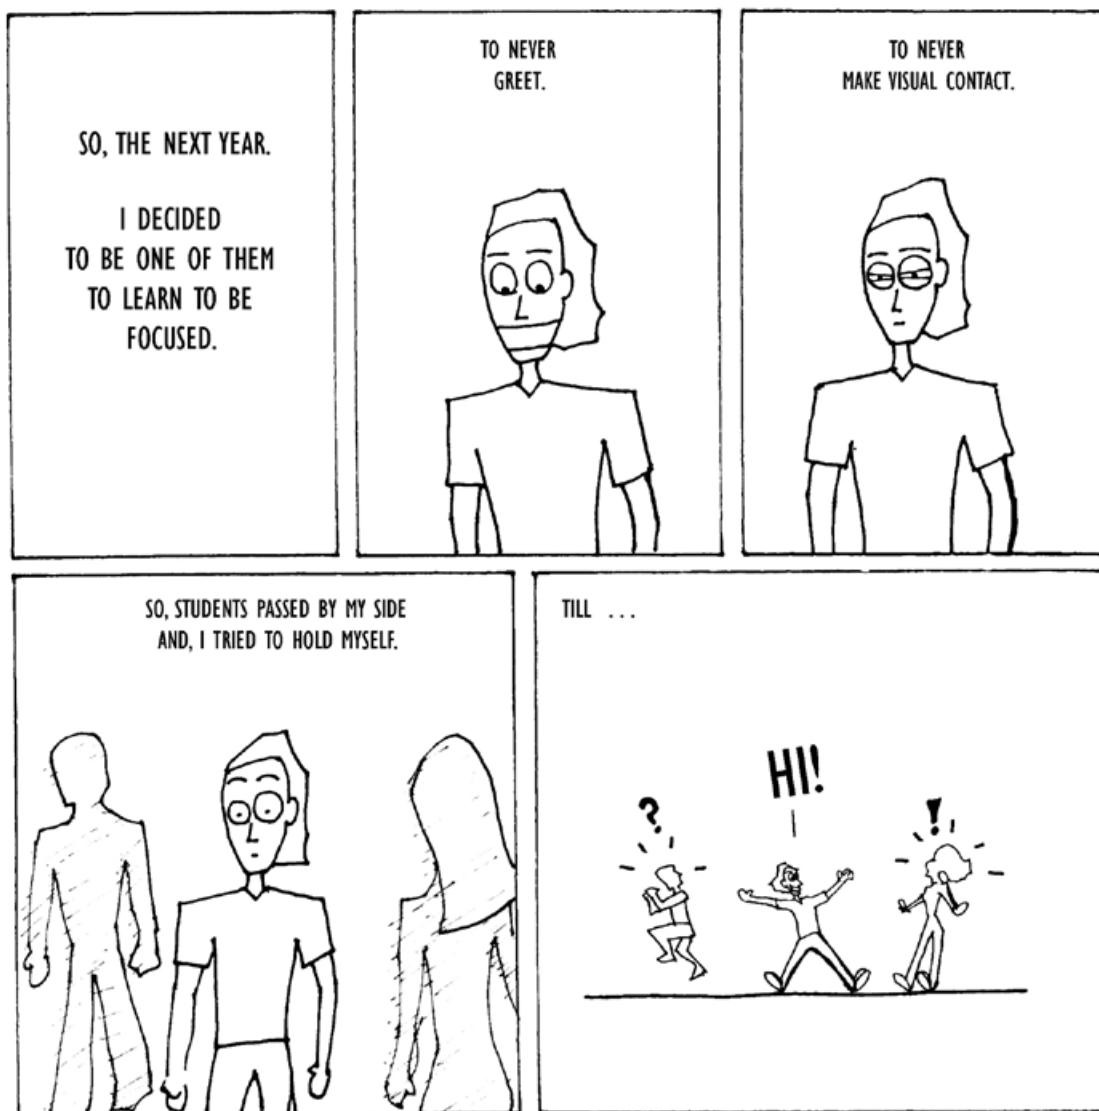 SO, THE NEXT YEAR.
I DECIDED
TO BE ONE OF THEM
TO LEARN TO BE
FOCUSED.
TO NEVER
GREET.
TO NEVER
MAKE VISUAL CONTACT.
SO, STUDENTS PASSED BY MY SIDE
AND, I TRIED TO HOLD MYSELF.
TILL ...
?
HI!
!